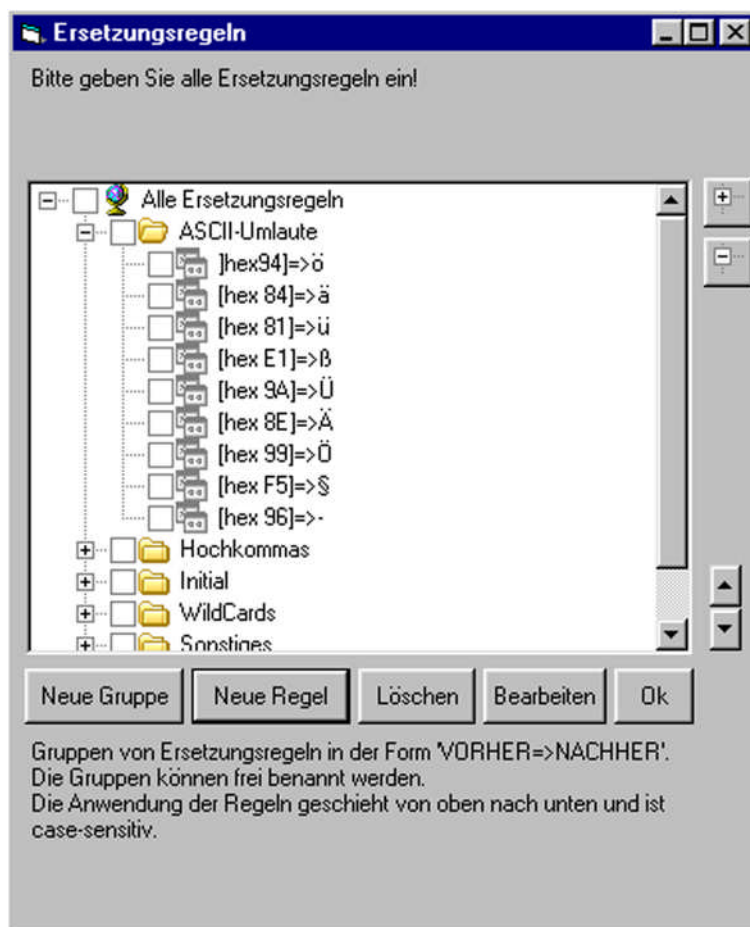 Ersetzungsregeln
Bitte geben Sie alle Ersetzungsregeln ein!
Alle Ersetzungsregeln
ASCII-Umlaute
]hex94]=>ö
[hex 84]=>ä
[hex 81]=>ü
[hex E1]=>ß
[hex 9A]=>Ü
[hex 8E]=>Ä
[hex 99]=>Ö
[hex F5]=>§
[hex 96]=>-
Hochkommas
Initial
WildCards
Sonstiges
Neue Gruppe Neue Regel Löschen Bearbeiten Ok
Gruppen von Ersetzungsregeln in der Form 'VORHER=>NACHHER'.
Die Gruppen können frei benannt werden.
Die Anwendung der Regeln geschieht von oben nach unten und ist
case-sensitiv.